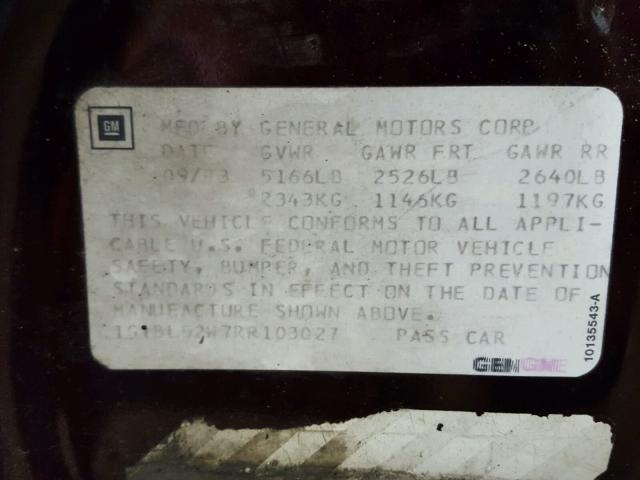 GM
MFD BY GENERAL MOTORS CORP
DATE GVWR GAWR FRT GAWR RR
09/93 5166LB 2526LB 2640LB
2343KG 1146KG 1197KG
THIS VEHICLE CONFORMS TO ALL APPLI-
CABLE U.S. FEDERAL MOTOR VEHICLE
SAFETY, BUMPER, AND THEFT PREVENTION
STANDARDS IN EFFECT ON THE DATE OF
MANUFACTURE SHOWN ABOVE.
1G1BL52W7RR103027 PASS CAR
10135543-A